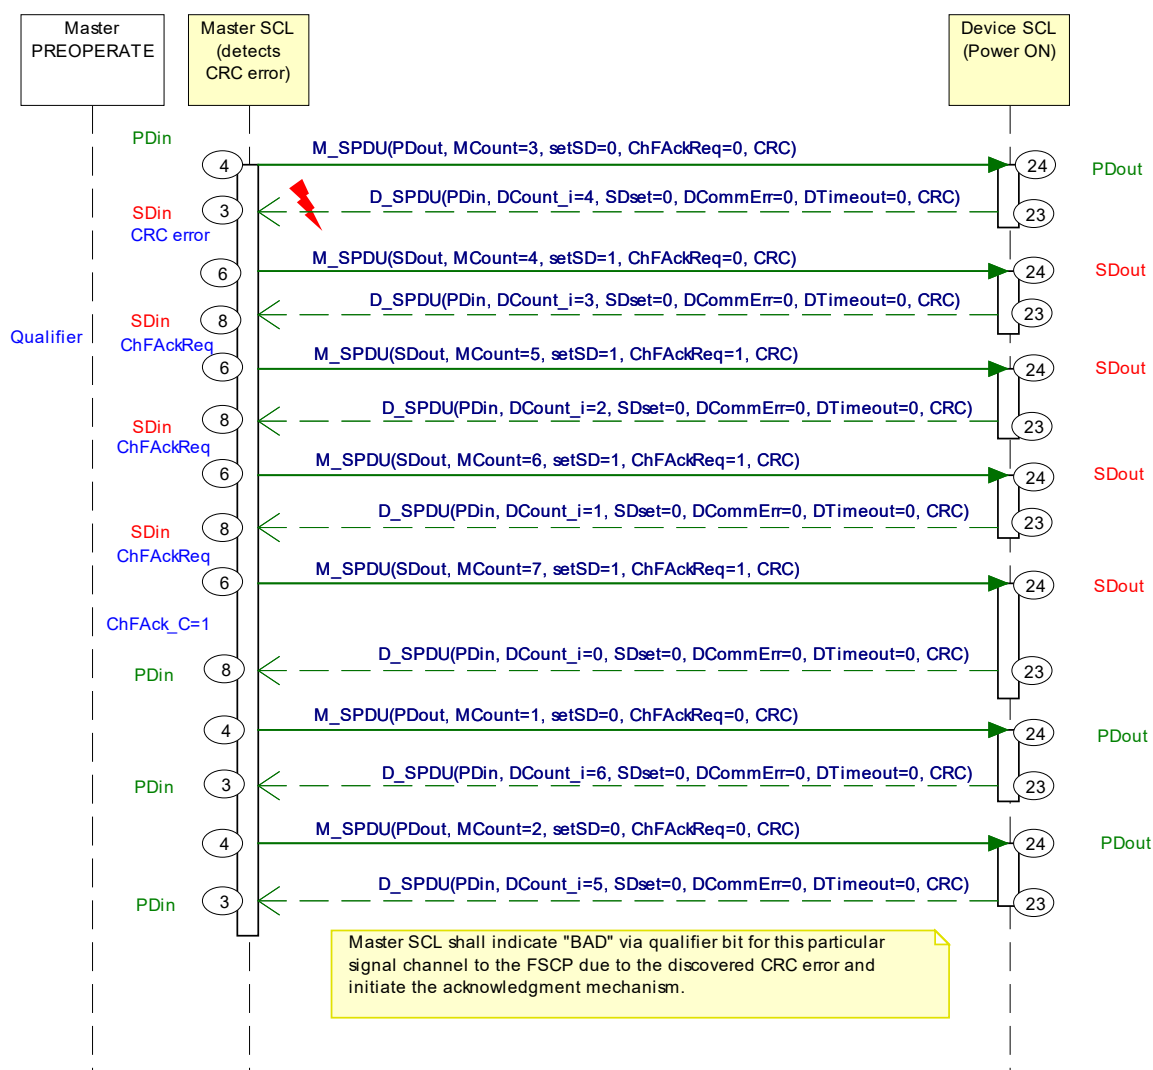 Master
PREOPERATE
Master SCL
(detects
CRC error)
Device SCL
(Power ON)
PDin
M_SPDU(PDout, MCount=3, setSD=0, ChFAckReq=0, CRC)
4
24
PDout
D_SPDU(PDin, DCount_i=4, SDset=0, DCommErr=0, DTimeout=0, CRC)
SDin
3
23
CRC error
M_SPDU(SDout, MCount=4, setSD=1, ChFAckReq=0, CRC)
6
24
SDout
D_SPDU(PDin, DCount_i=3, SDset=0, DCommErr=0, DTimeout=0, CRC)
SDin
8
23
Qualifier
ChFAckReq
M_SPDU(SDout, MCount=5, setSD=1, ChFAckReq=1, CRC)
6
24
SDout
D_SPDU(PDin, DCount_i=2, SDset=0, DCommErr=0, DTimeout=0, CRC)
SDin
8
23
ChFAckReq
M_SPDU(SDout, MCount=6, setSD=1, ChFAckReq=1, CRC)
6
24
SDout
D_SPDU(PDin, DCount_i=1, SDset=0, DCommErr=0, DTimeout=0, CRC)
SDin
8
23
ChFAckReq
M_SPDU(SDout, MCount=7, setSD=1, ChFAckReq=1, CRC)
6
24
SDout
ChFAck_C=1
D_SPDU(PDin, DCount_i=0, SDset=0, DCommErr=0, DTimeout=0, CRC)
PDin
8
23
M_SPDU(PDout, MCount=1, setSD=0, ChFAckReq=0, CRC)
4
24
PDout
D_SPDU(PDin, DCount_i=6, SDset=0, DCommErr=0, DTimeout=0, CRC)
PDin
3
23
M_SPDU(PDout, MCount=2, setSD=0, ChFAckReq=0, CRC)
4
24
PDout
D_SPDU(PDin, DCount_i=5, SDset=0, DCommErr=0, DTimeout=0, CRC)
PDin
3
23
Master SCL shall indicate "BAD" via qualifier bit for this particular
signal channel to the FSCP due to the discovered CRC error and
initiate the acknowledgment mechanism.